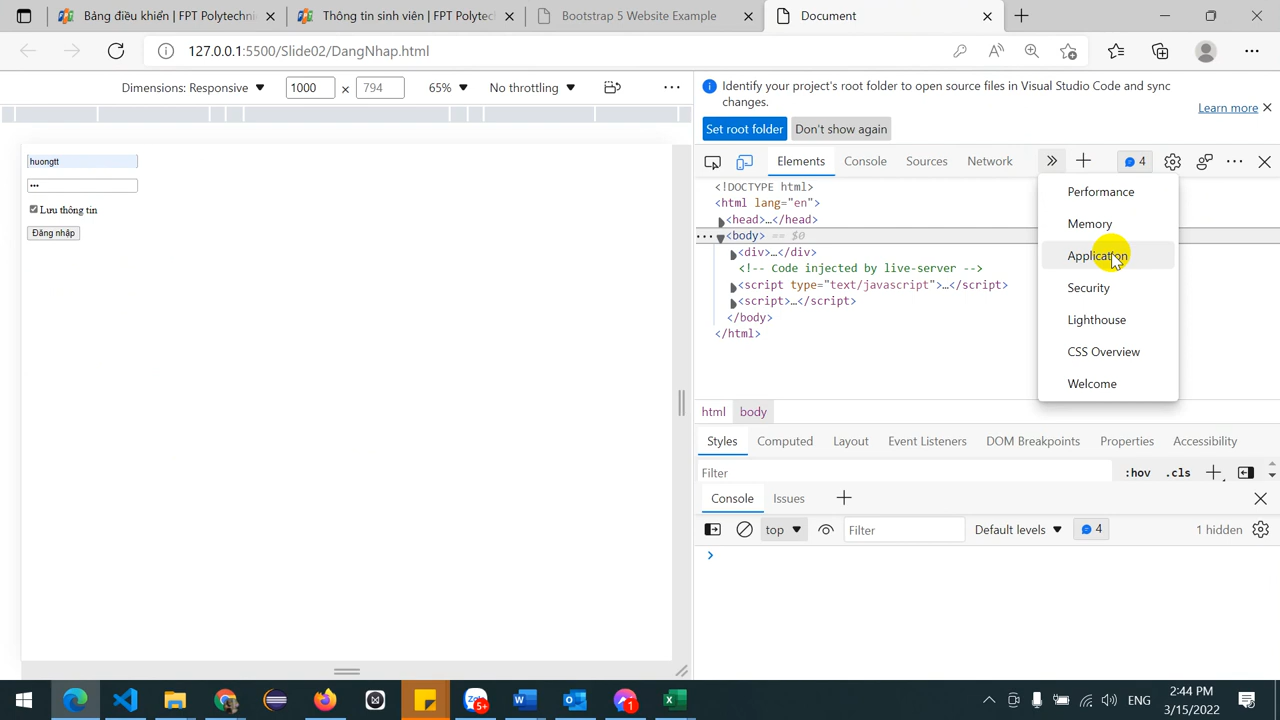 Bảng điều khiển | FPT Polytechni
Thông tin sinh viên | FPT Polytech
Bootstrap 5 Website Example
Document
127.0.0.1:5500/Slide02/DangNhap.html
Dimensions: Responsive
1000
x
794
65%
No throttling
huongtt
•••
Lưu thông tin
Đăng nhập
Identify your project's root folder to open source files in Visual Studio Code and sync
changes.
Learn more
Set root folder
Don't show again
Elements
Console
Sources
Network
4
Performance
Memory
Application
Security
Lighthouse
CSS Overview
Welcome
<!DOCTYPE html>
<html lang="en">
<head>…</head>
<body> == $0
<div>…</div>
<!-- Code injected by live-server -->
<script type="text/javascript">…</script>
<script>…</script>
</body>
</html>
html
body
Styles
Computed
Layout
Event Listeners
DOM Breakpoints
Properties
Accessibility
Filter
:hov
.cls
Console
Issues
top
Filter
Default levels
4
1 hidden
5+
1
ENG
2:44 PM
3/15/2022